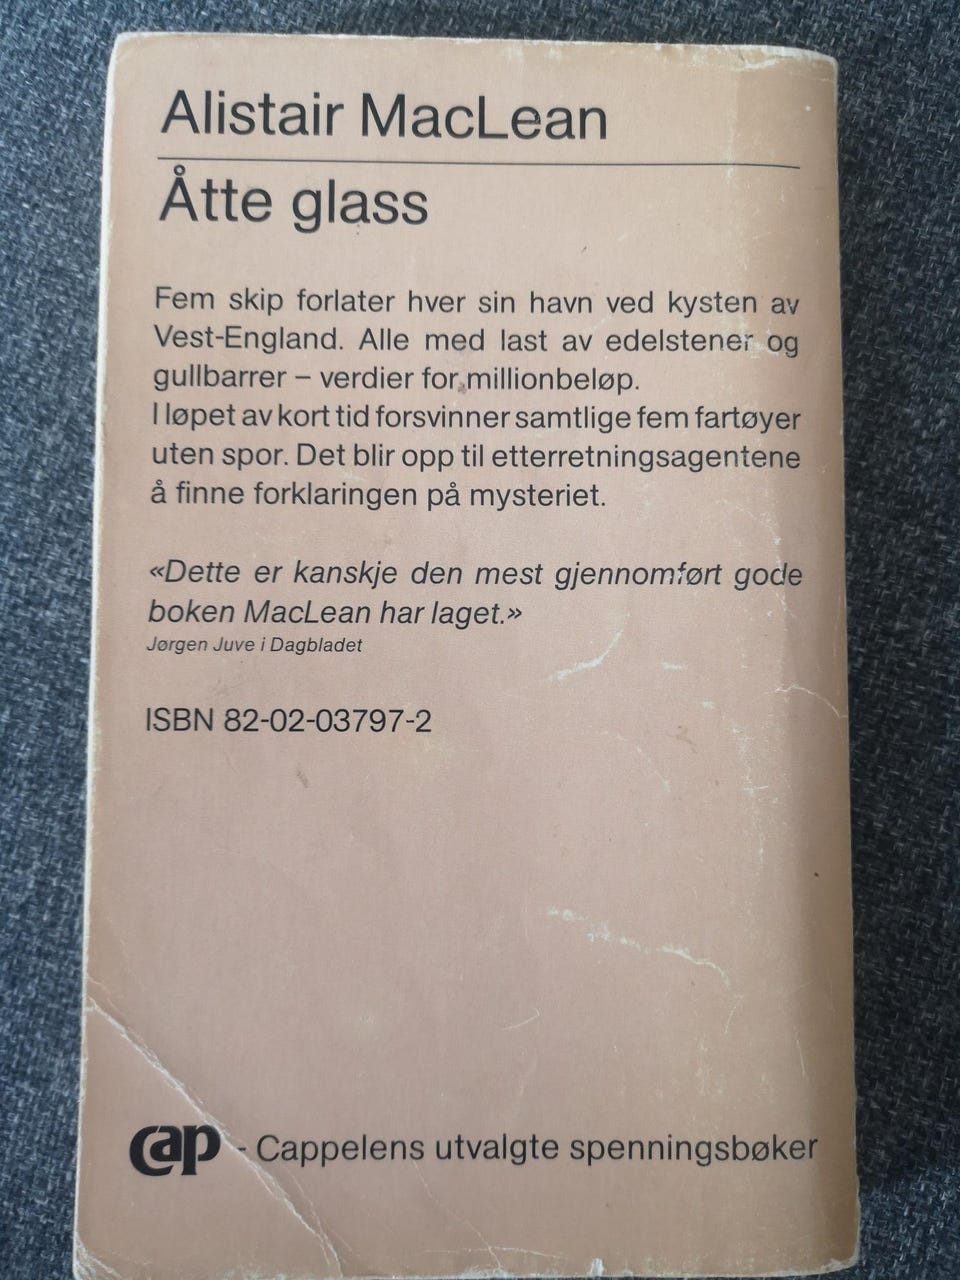 Alistair MacLean
Åtte glass
Fem skip forlater hver sin havn ved kysten av
Vest-England. Alle med last av edelstener og
gullbarrer – verdier for millionbeløp.
I løpet av kort tid forsvinner samtlige fem fartøyer
uten spor. Det blir opp til etterretningsagentene
å finne forklaringen på mysteriet.
«Dette er kanskje den mest gjennomført gode
boken MacLean har laget.»
Jørgen Juve i Dagbladet
ISBN 82-02-03797-2
cap - Cappelens utvalgte spenningsbøker